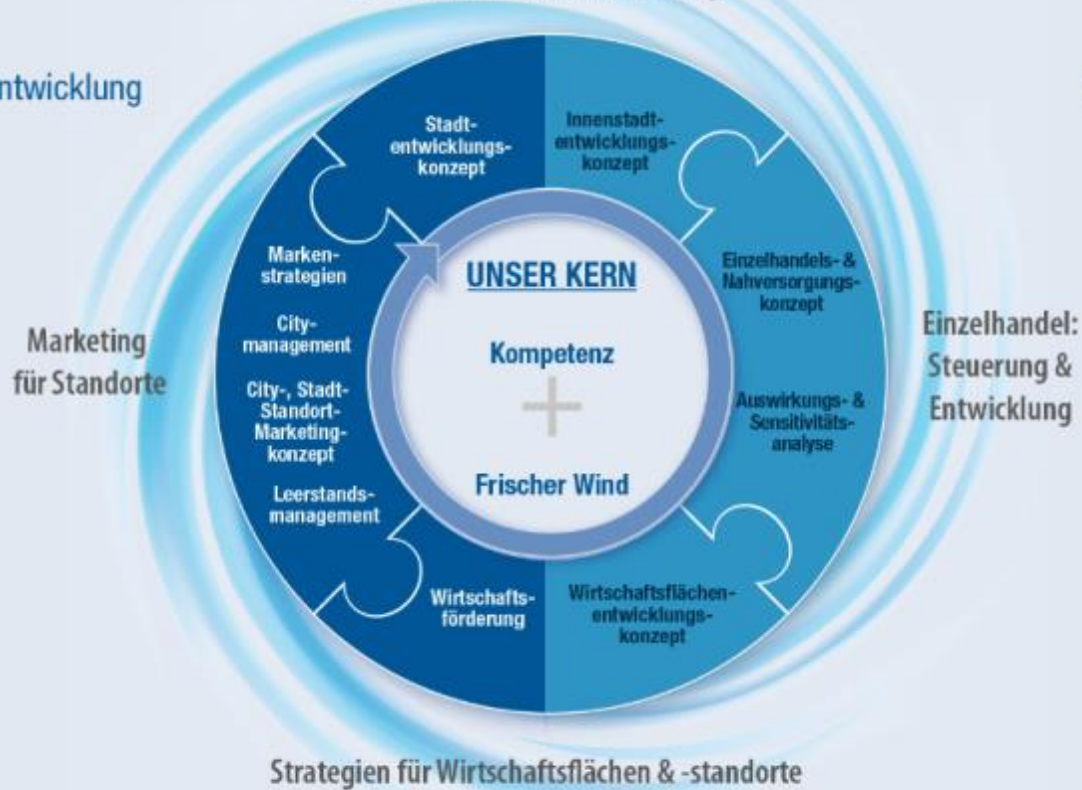 ntwicklung
Stadt-
entwicklungs-
konzept
Innenstadt-
entwicklungs-
konzept
Marken-
strategien
City-
management
City-, Stadt-
Standort-
Marketing-
konzept
Leerstands-
management
Wirtschafts-
förderung
UNSER KERN
Kompetenz
+
Frischer Wind
Einzelhandels- &
Nahversorgungs-
konzept
Auswirkungs- &
Sensitivitäts-
analyse
Wirtschaftsflächen-
entwicklungs-
konzept
Marketing
für Standorte
Einzelhandel:
Steuerung &
Entwicklung
Strategien für Wirtschaftsflächen & -standorte